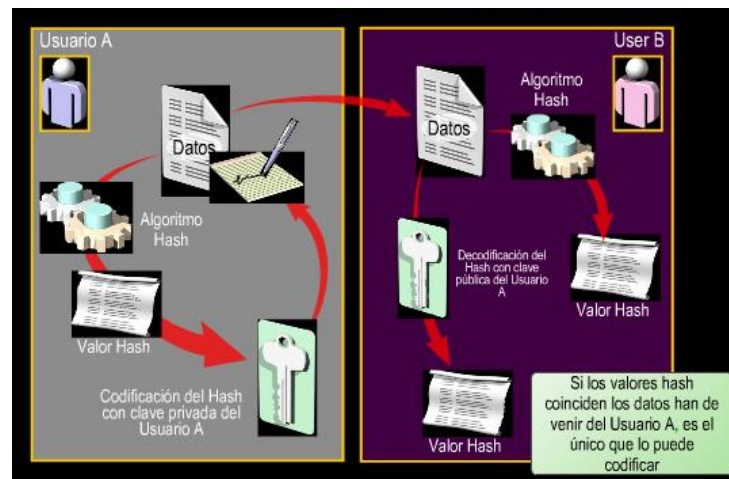 Usuario A
Datos
Algoritmo
Hash
Valor Hash
Codificación del Hash
con clave privada del
Usuario A
User B
Datos
Algoritmo
Hash
Decodificación del
Hash con clave
pública del Usuario
A
Valor Hash
Valor Hash
Si los valores hash
coinciden los datos han de
venir del Usuario A, es el
único que lo puede
codificar